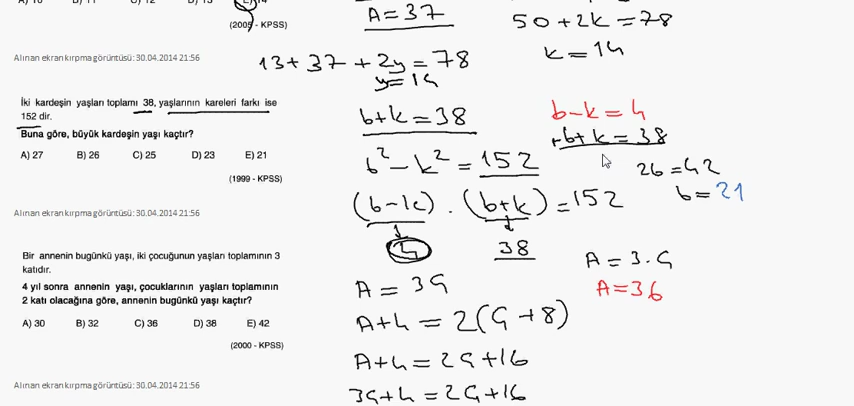 (2005 - KPSS)
A=37
50+2k=78
Alınan ekran kırpma görüntüsü: 30.04.2014 21:56
13+37+2y=78
y=14
k=14
İki kardeşin yaşları toplamı 38, yaşlarının kareleri farkı ise
152 dir.
Buna göre, büyük kardeşin yaşı kaçtır?
A) 27 B) 26 C) 25 D) 23 E) 21
(1999 - KPSS)
b+k=38
b²-k²=152
(b-k).(b+k)=152
4
38
b-k=4
+b+k=38
2b=42
b=21
Alınan ekran kırpma görüntüsü: 30.04.2014 21:56
Bir annenin bugünkü yaşı, iki çocuğunun yaşları toplamının 3
katıdır.
4 yıl sonra annenin yaşı, çocuklarının yaşları toplamının
2 katı olacağına göre, annenin bugünkü yaşı kaçtır?
A) 30 B) 32 C) 36 D) 38 E) 42
(2000 - KPSS)
A=3Ç
A+4=2(Ç+8)
A+4=2Ç+16
3Ç+4=2Ç+16
A=3.Ç
A=36
Alınan ekran kırpma görüntüsü: 30.04.2014 21:56